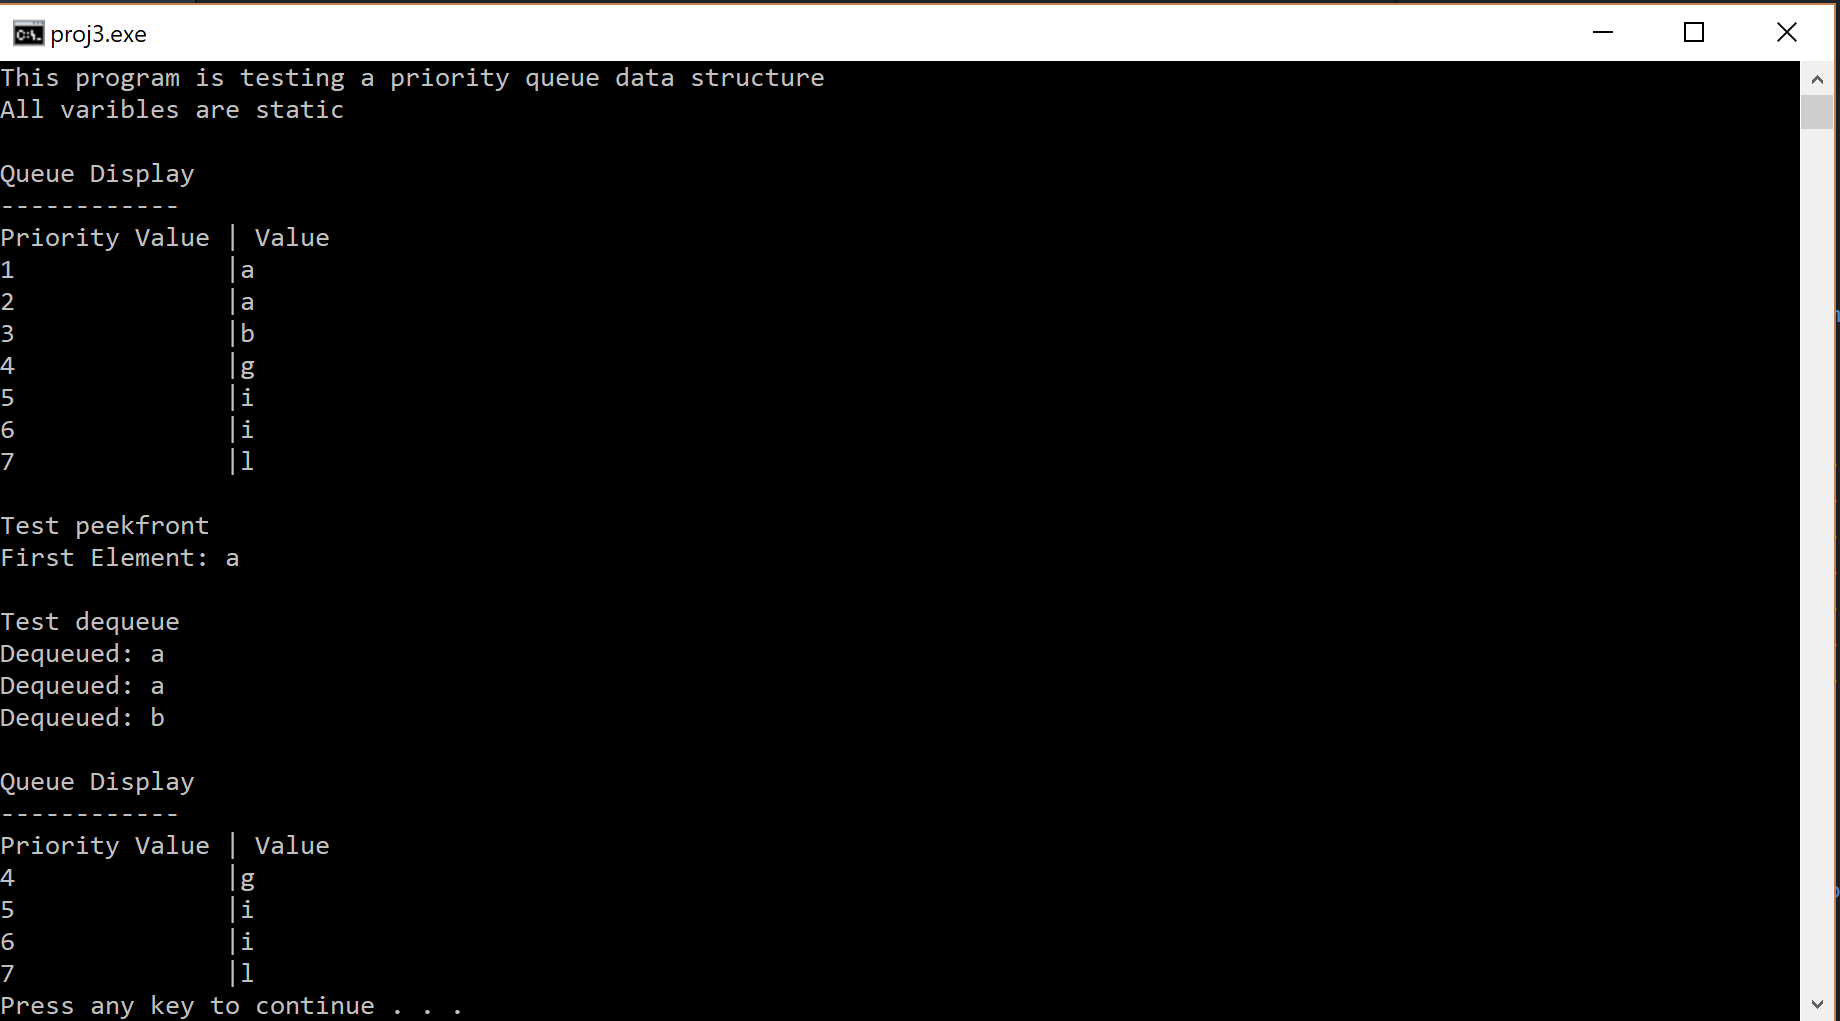 proj3.exe
This program is testing a priority queue data structure
All varibles are static
Queue Display
------------
Priority Value | Value
1 |a
2 |a
3 |b
4 |g
5 |i
6 |i
7 |l
Test peekfront
First Element: a
Test dequeue
Dequeued: a
Dequeued: a
Dequeued: b
Queue Display
------------
Priority Value | Value
4 |g
5 |i
6 |i
7 |l
Press any key to continue . . .